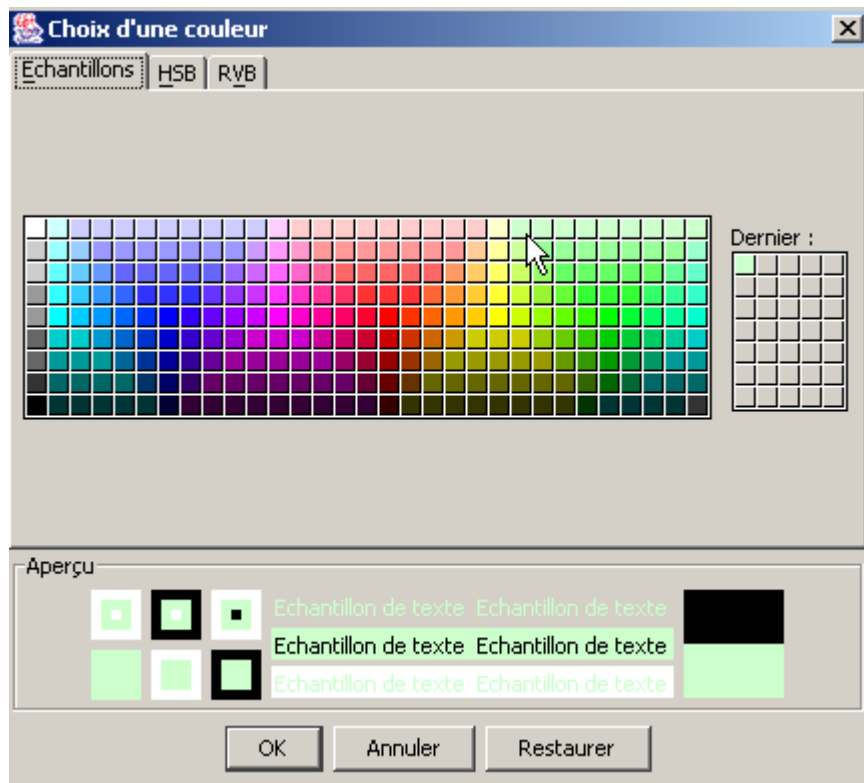 Choix d'une couleur
Echantillons HSB RVB
Dernier :
Aperçu
Echantillon de texte Echantillon de texte
Echantillon de texte Echantillon de texte
Echantillon de texte Echantillon de texte
OK Annuler Restaurer